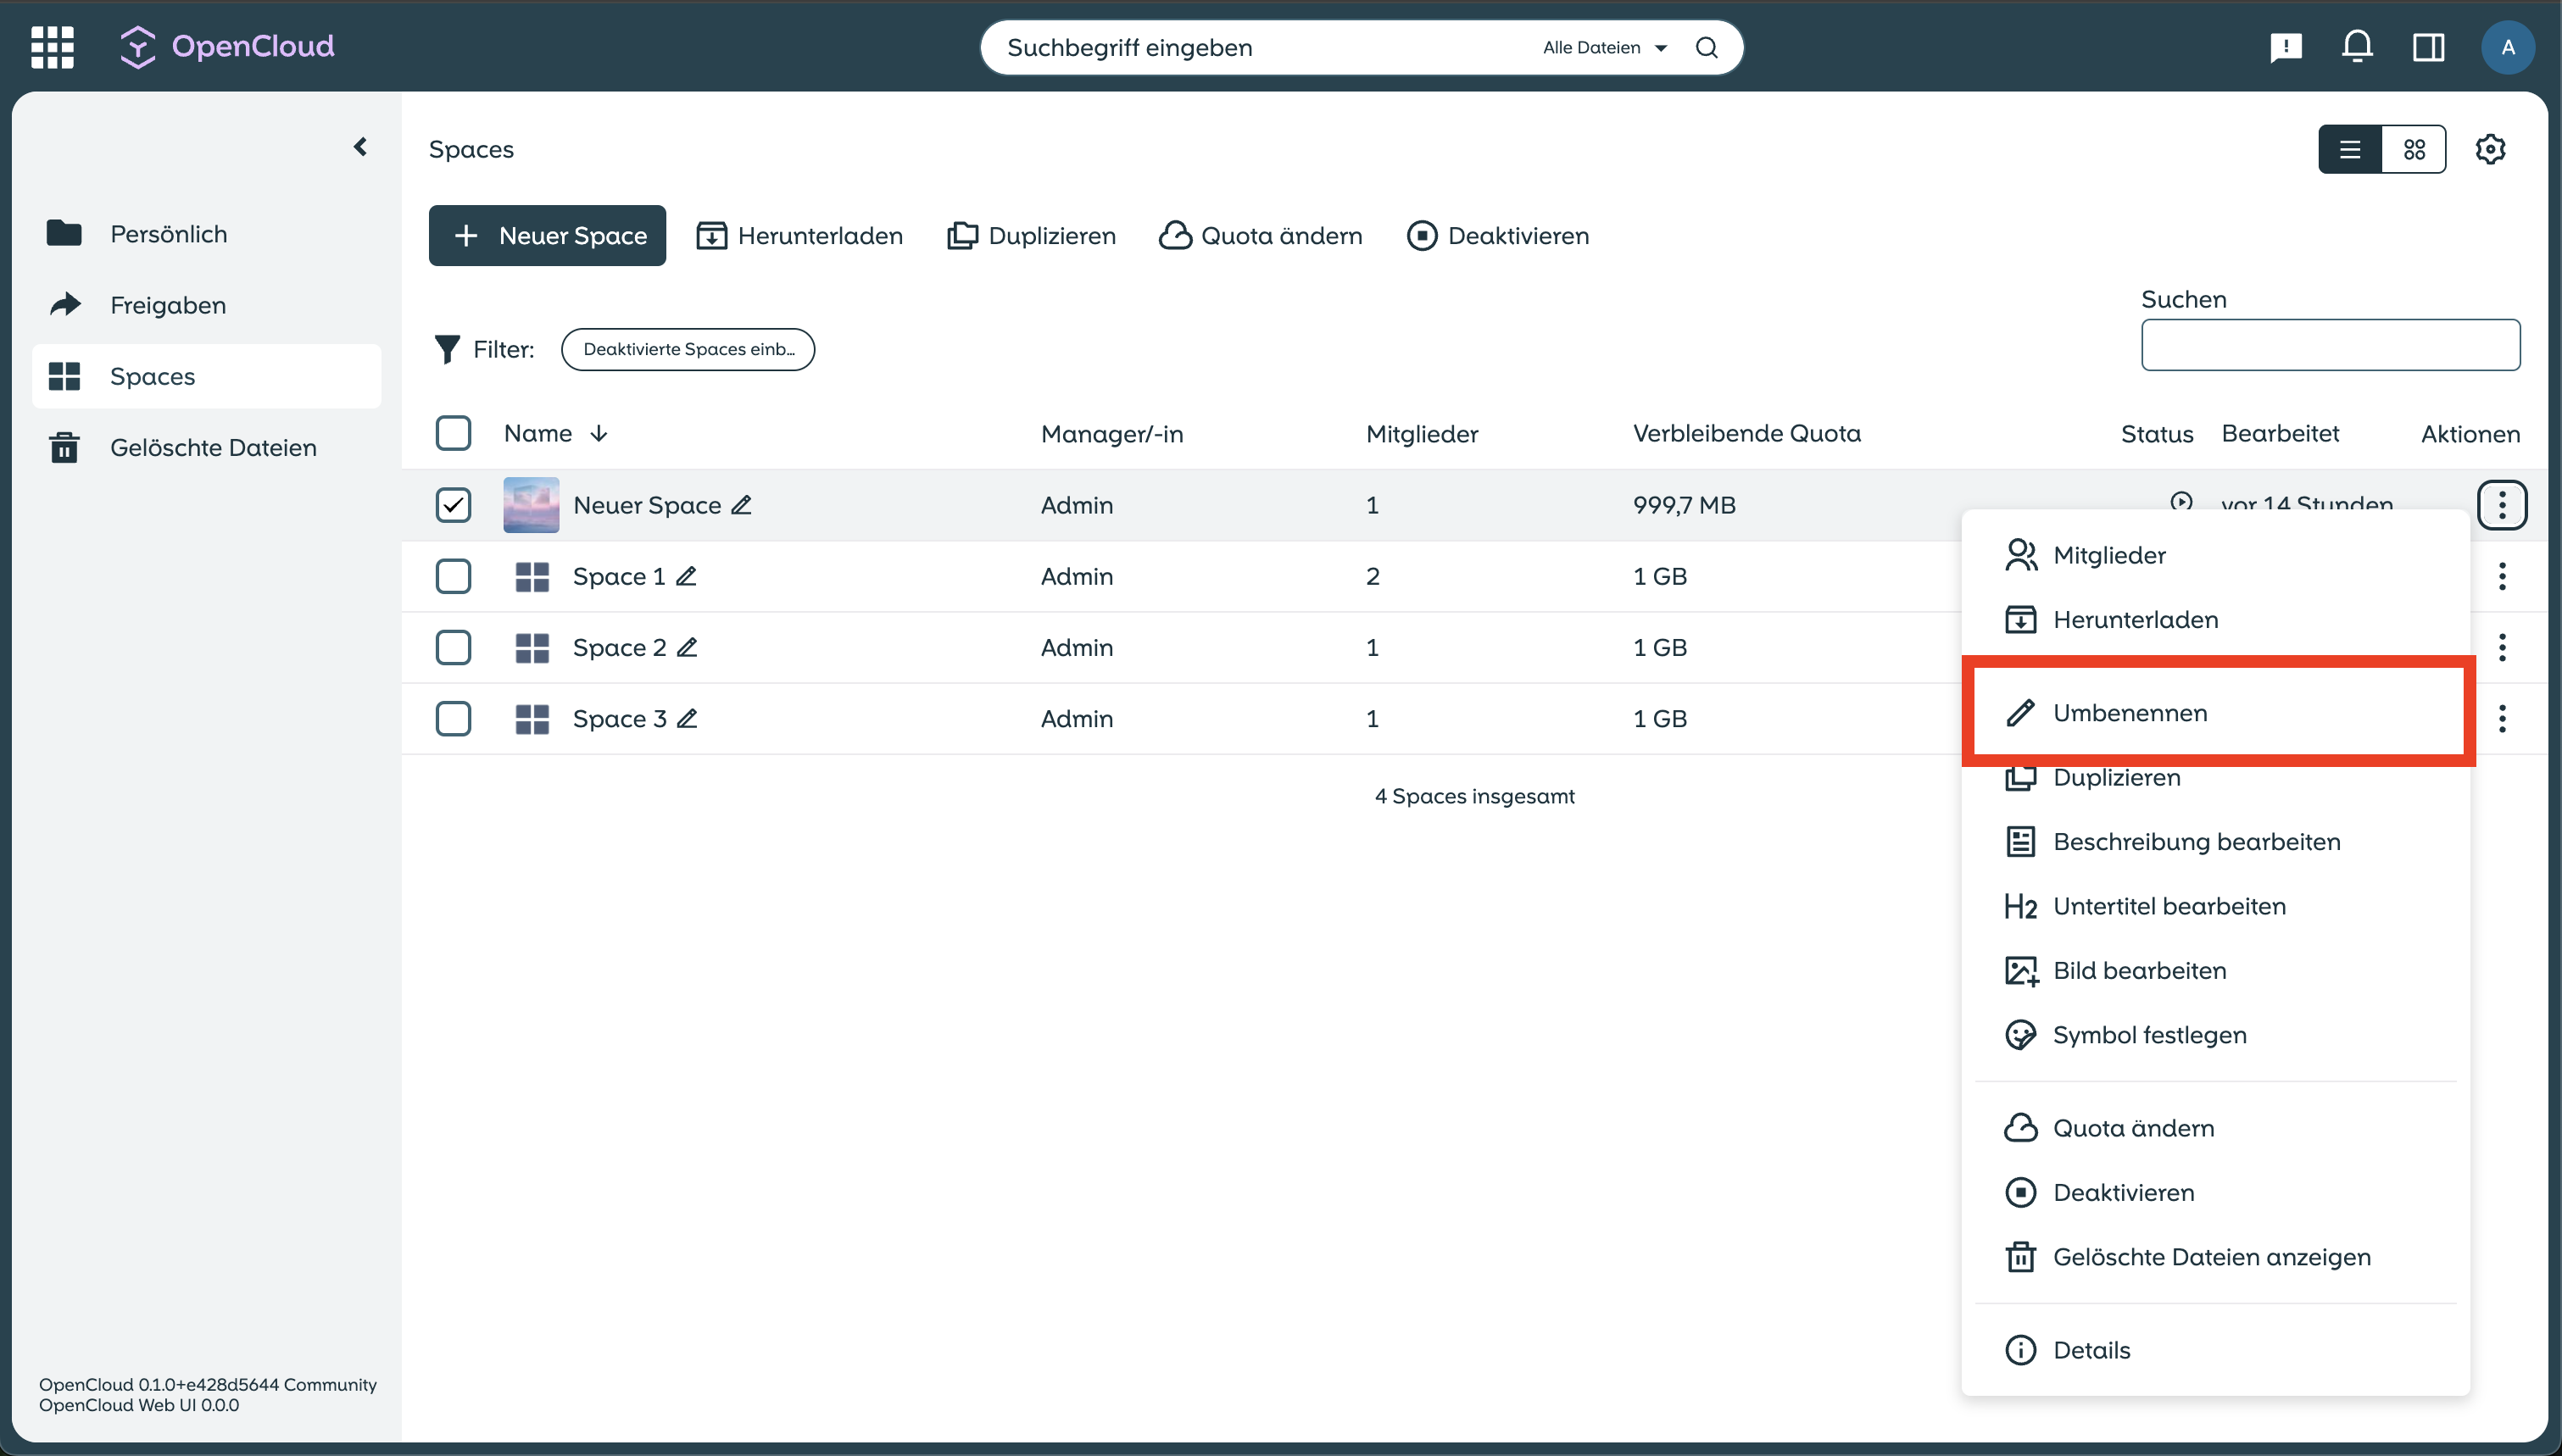 OpenCloud
Suchbegriff eingeben
Alle Dateien
A
Spaces
Persönlich
Freigaben
Spaces
Gelöschte Dateien
Neuer Space
Herunterladen
Duplizieren
Quota ändern
Deaktivieren
Suchen
Filter:
Deaktivierte Spaces einb...
Name Manager/-in Mitglieder Verbleibende Quota Status Bearbeitet Aktionen
Neuer Space Admin 1 999,7 MB vor 14 Stunden
Space 1 Admin 2 1 GB
Space 2 Admin 1 1 GB
Space 3 Admin 1 1 GB
4 Spaces insgesamt
Mitglieder
Herunterladen
Umbenennen
Duplizieren
Beschreibung bearbeiten
H2 Untertitel bearbeiten
Bild bearbeiten
Symbol festlegen
Quota ändern
Deaktivieren
Gelöschte Dateien anzeigen
Details
OpenCloud 0.1.0+e428d5644 Community
OpenCloud Web UI 0.0.0